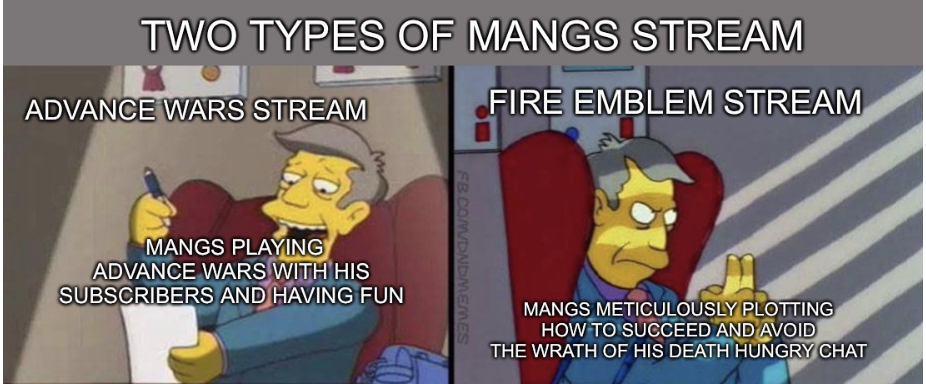 TWO TYPES OF MANGS STREAM
ADVANCE WARS STREAM
MANGS PLAYING
ADVANCE WARS WITH HIS
SUBSCRIBERS AND HAVING FUN
FIRE EMBLEM STREAM
MANGS METICULOUSLY PLOTTING
HOW TO SUCCEED AND AVOID
THE WRATH OF HIS DEATH HUNGRY CHAT
FB.COM/DNDMEMES